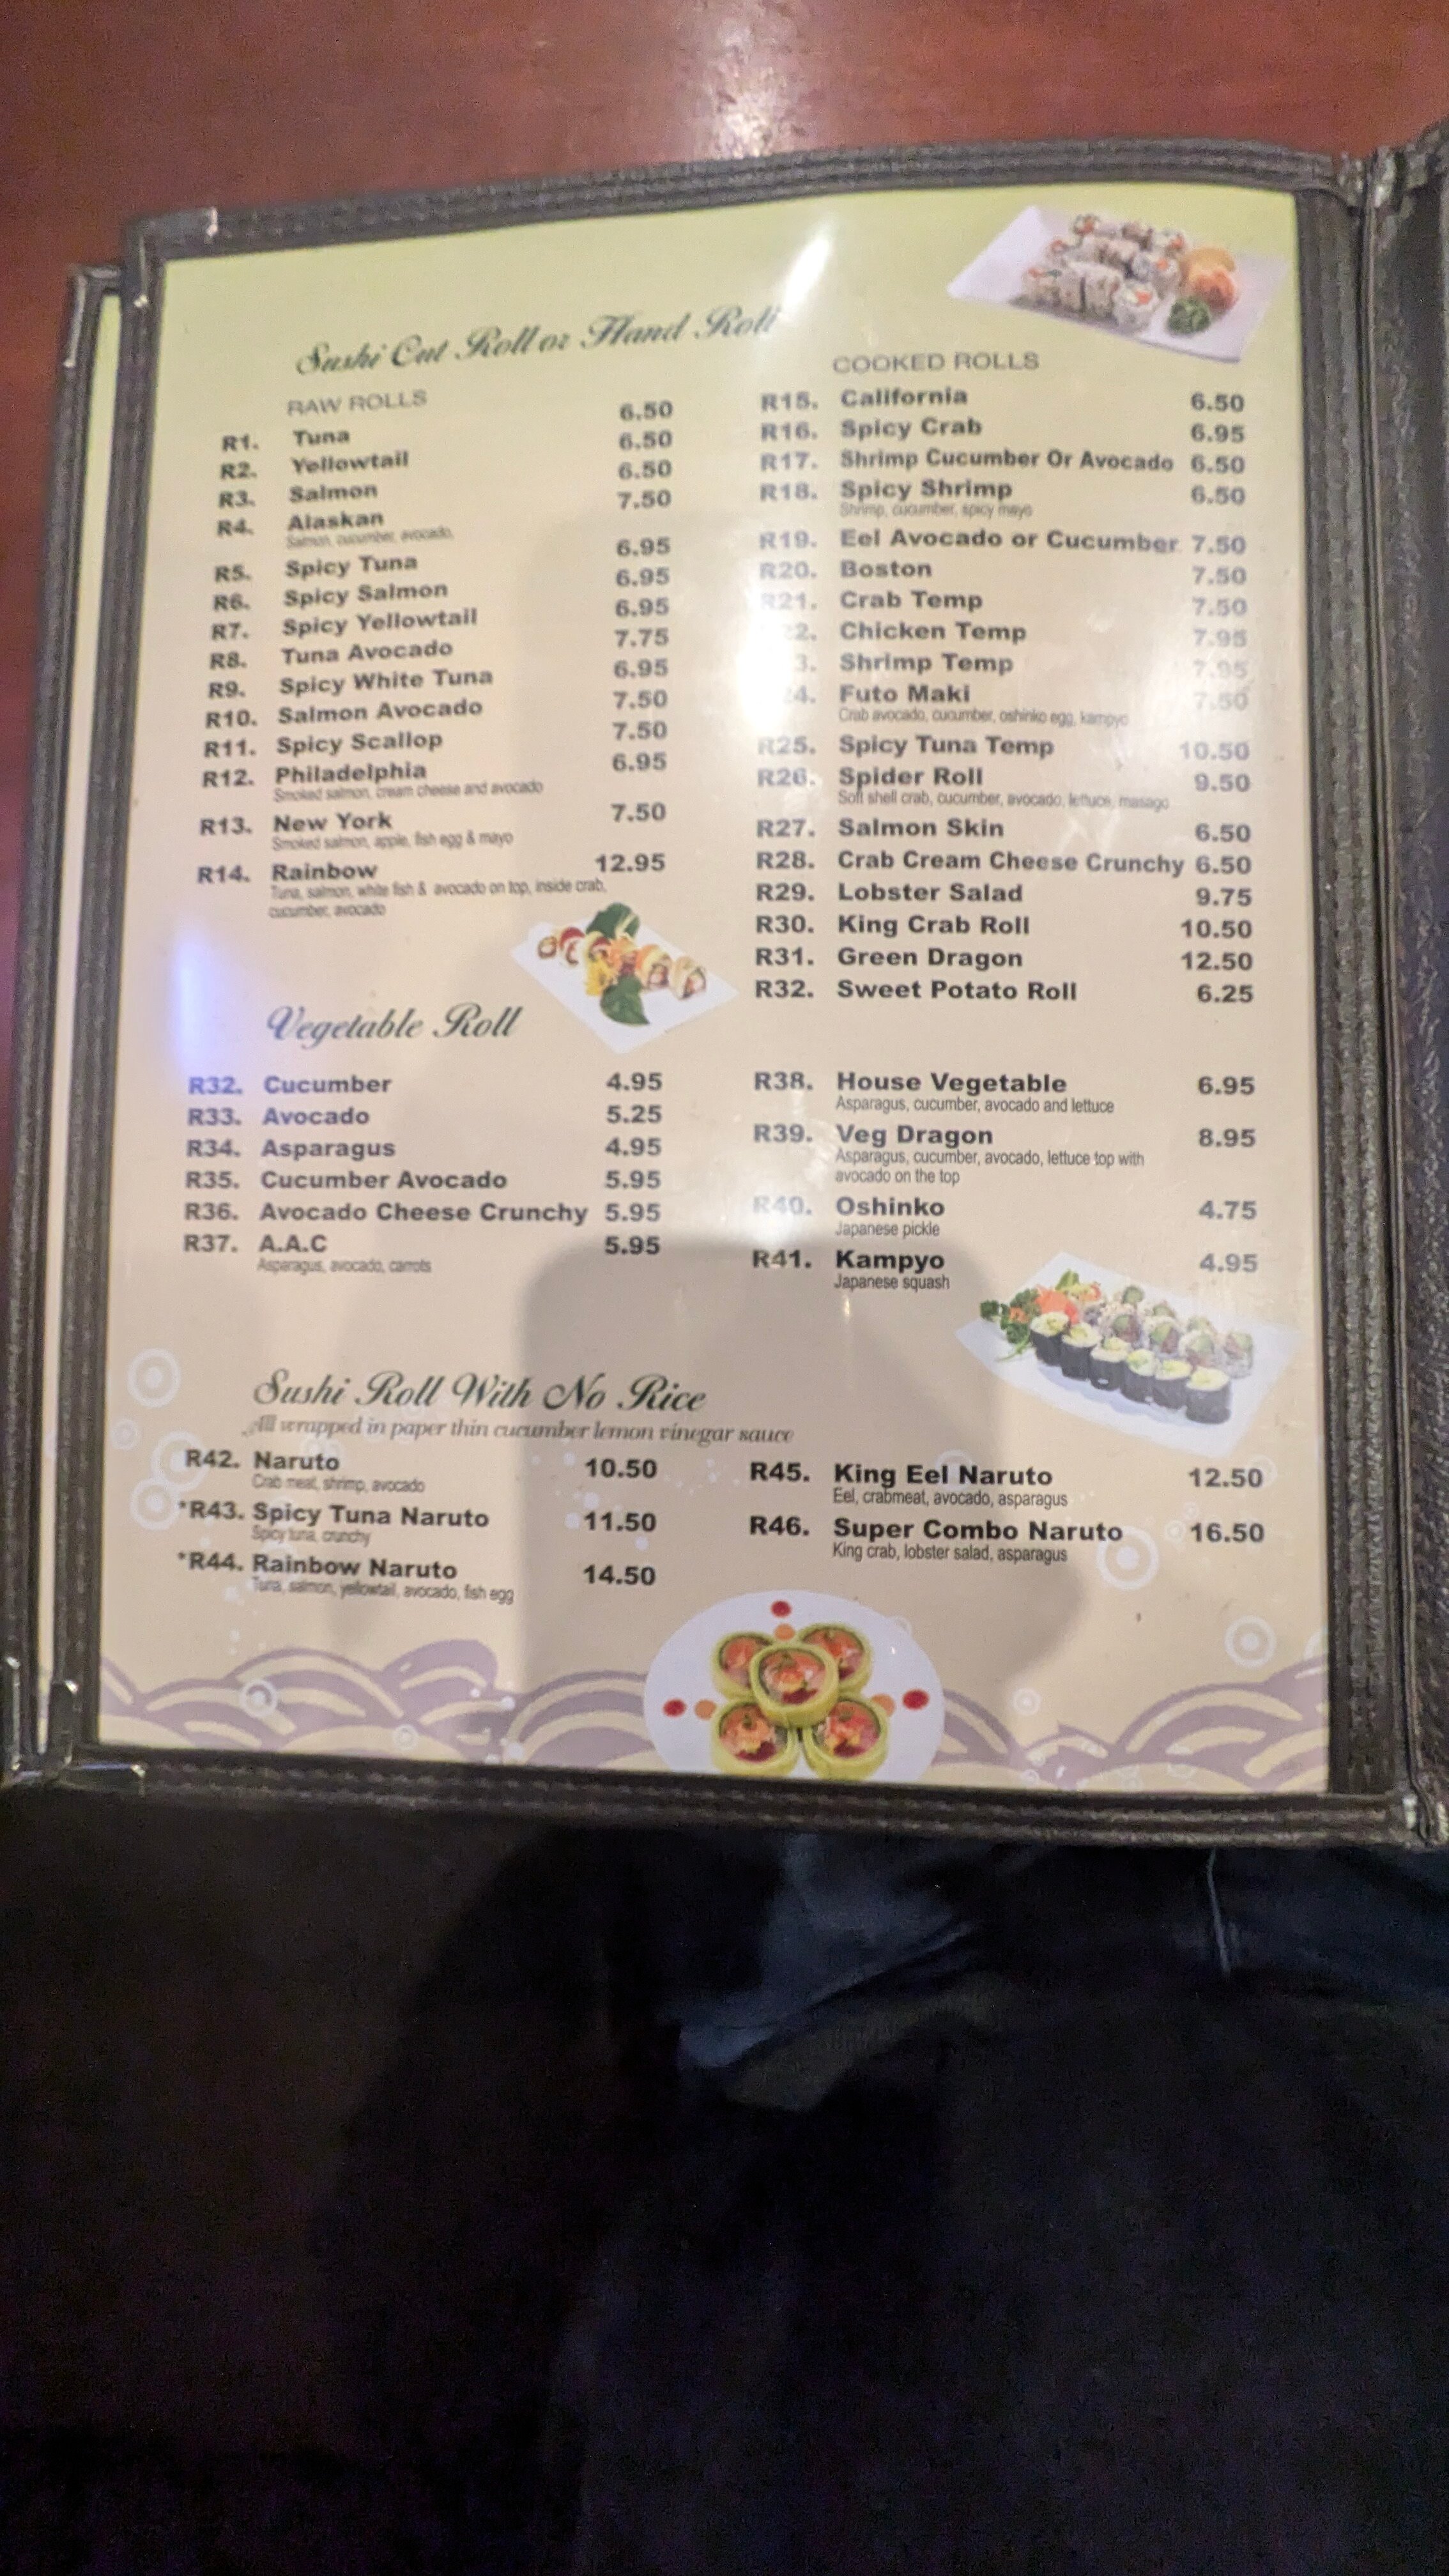 Sushi Cut Roll or Hand Roll
RAW ROLLS
R1. Tuna 6.50
R2. Yellowtail 6.50
R3. Salmon 6.50
R4. Alaskan 7.50
Salmon, cucumber, avocado,
R5. Spicy Tuna 6.95
R6. Spicy Salmon 6.95
R7. Spicy Yellowtail 6.95
R8. Tuna Avocado 7.75
R9. Spicy White Tuna 6.95
R10. Salmon Avocado 7.50
R11. Spicy Scallop 7.50
R12. Philadelphia 6.95
Smoked salmon, cream cheese and avocado
R13. New York 7.50
Smoked salmon, apple, fish egg & mayo
R14. Rainbow 12.95
Tuna, salmon, white fish & avocado on top, inside crab,
cucumber, avocado
COOKED ROLLS
R15. California 6.50
R16. Spicy Crab 6.95
R17. Shrimp Cucumber Or Avocado 6.50
R18. Spicy Shrimp 6.50
Shrimp, cucumber, spicy mayo
R19. Eel Avocado or Cucumber 7.50
R20. Boston 7.50
R21. Crab Temp 7.50
2. Chicken Temp 7.95
3. Shrimp Temp 7.95
4. Futo Maki 7.50
Crab avocado, cucumber, oshinko egg, kampyo
R25. Spicy Tuna Temp 10.50
R26. Spider Roll 9.50
Soft shell crab, cucumber, avocado, lettuce, masago
R27. Salmon Skin 6.50
R28. Crab Cream Cheese Crunchy 6.50
R29. Lobster Salad 9.75
R30. King Crab Roll 10.50
R31. Green Dragon 12.50
R32. Sweet Potato Roll 6.25
Vegetable Roll
R32. Cucumber 4.95
R33. Avocado 5.25
R34. Asparagus 4.95
R35. Cucumber Avocado 5.95
R36. Avocado Cheese Crunchy 5.95
R37. A.A.C 5.95
Asparagus, avocado, carrots
R38. House Vegetable 6.95
Asparagus, cucumber, avocado and lettuce
R39. Veg Dragon 8.95
Asparagus, cucumber, avocado, lettuce top with
avocado on the top
R40. Oshinko 4.75
Japanese pickle
R41. Kampyo 4.95
Japanese squash
Sushi Roll With No Rice
All wrapped in paper thin cucumber lemon vinegar sauce
R42. Naruto 10.50
Crab meat, shrimp, avocado
*R43. Spicy Tuna Naruto 11.50
Spicy tuna, crunchy
*R44. Rainbow Naruto 14.50
Tuna, salmon, yellowtail, avocado, fish egg
R45. King Eel Naruto 12.50
Eel, crabmeat, avocado, asparagus
R46. Super Combo Naruto 16.50
King crab, lobster salad, asparagus